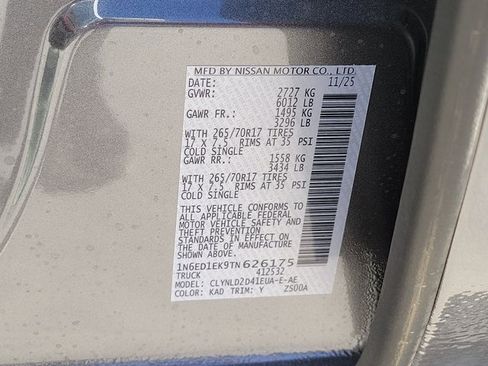 MFD BY NISSAN MOTOR CO., LTD.
DATE: 11/25
GVWR: 2727 KG
6012 LB
GAWR FR.: 1495 KG
3296 LB
WITH 265/70R17 TIRES
17 X 7.5 RIMS AT 35 PSI
COLD SINGLE
GAWR RR.: 1558 KG
3434 LB
WITH 265/70R17 TIRES
17 X 7.5 RIMS AT 35 PSI
COLD SINGLE
THIS VEHICLE CONFORMS TO
ALL APPLICABLE FEDERAL
MOTOR VEHICLE SAFETY AND
THEFT PREVENTION
STANDARDS IN EFFECT ON
THE DATE OF MANUFACTURE
SHOWN ABOVE.
1N6ED1EK9TN626175
TRUCK 412532
MODEL: CLYNLD2D41EUA-E-AE
COLOR: KAD TRIM: Y ZS00A